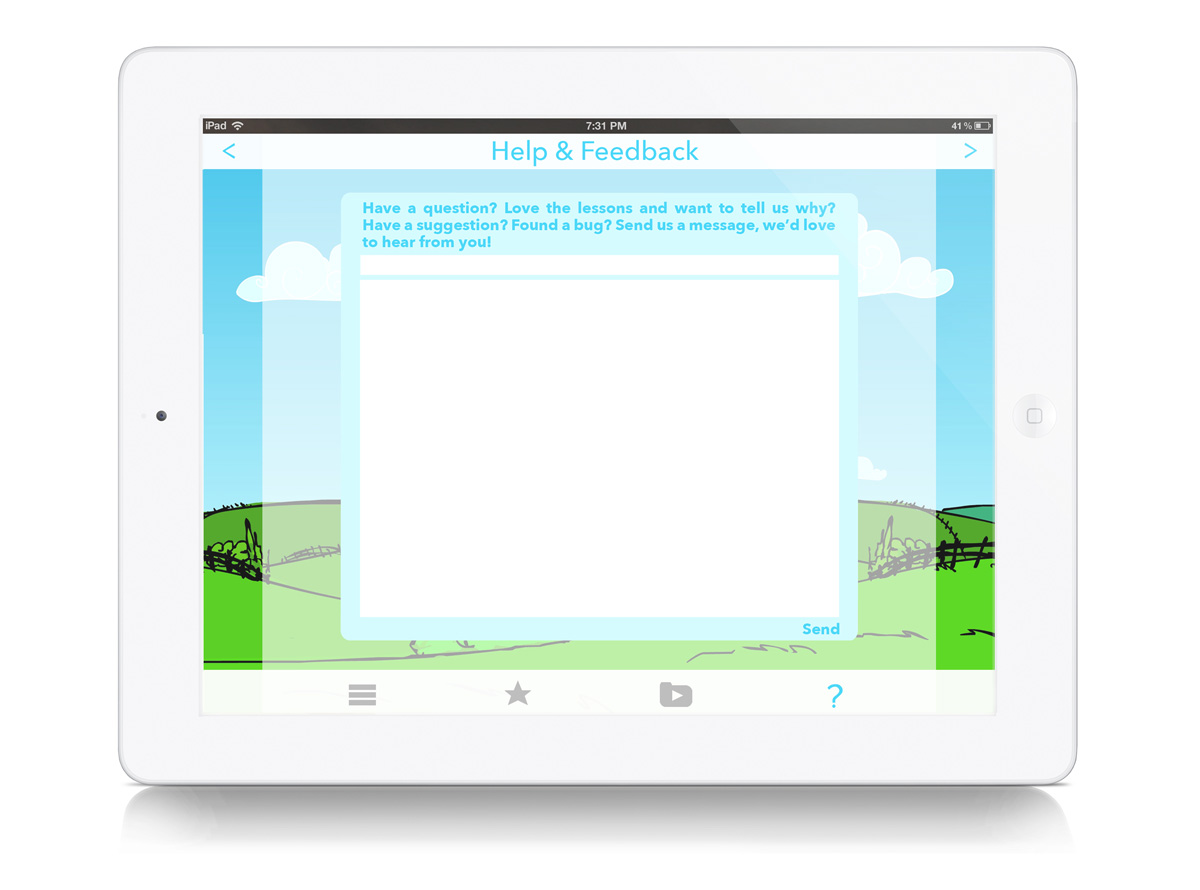 iPad 7:31 PM 41%
< Help & Feedback >
Have a question? Love the lessons and want to tell us why?
Have a suggestion? Found a bug? Send us a message, we'd love
to hear from you!
Send
?